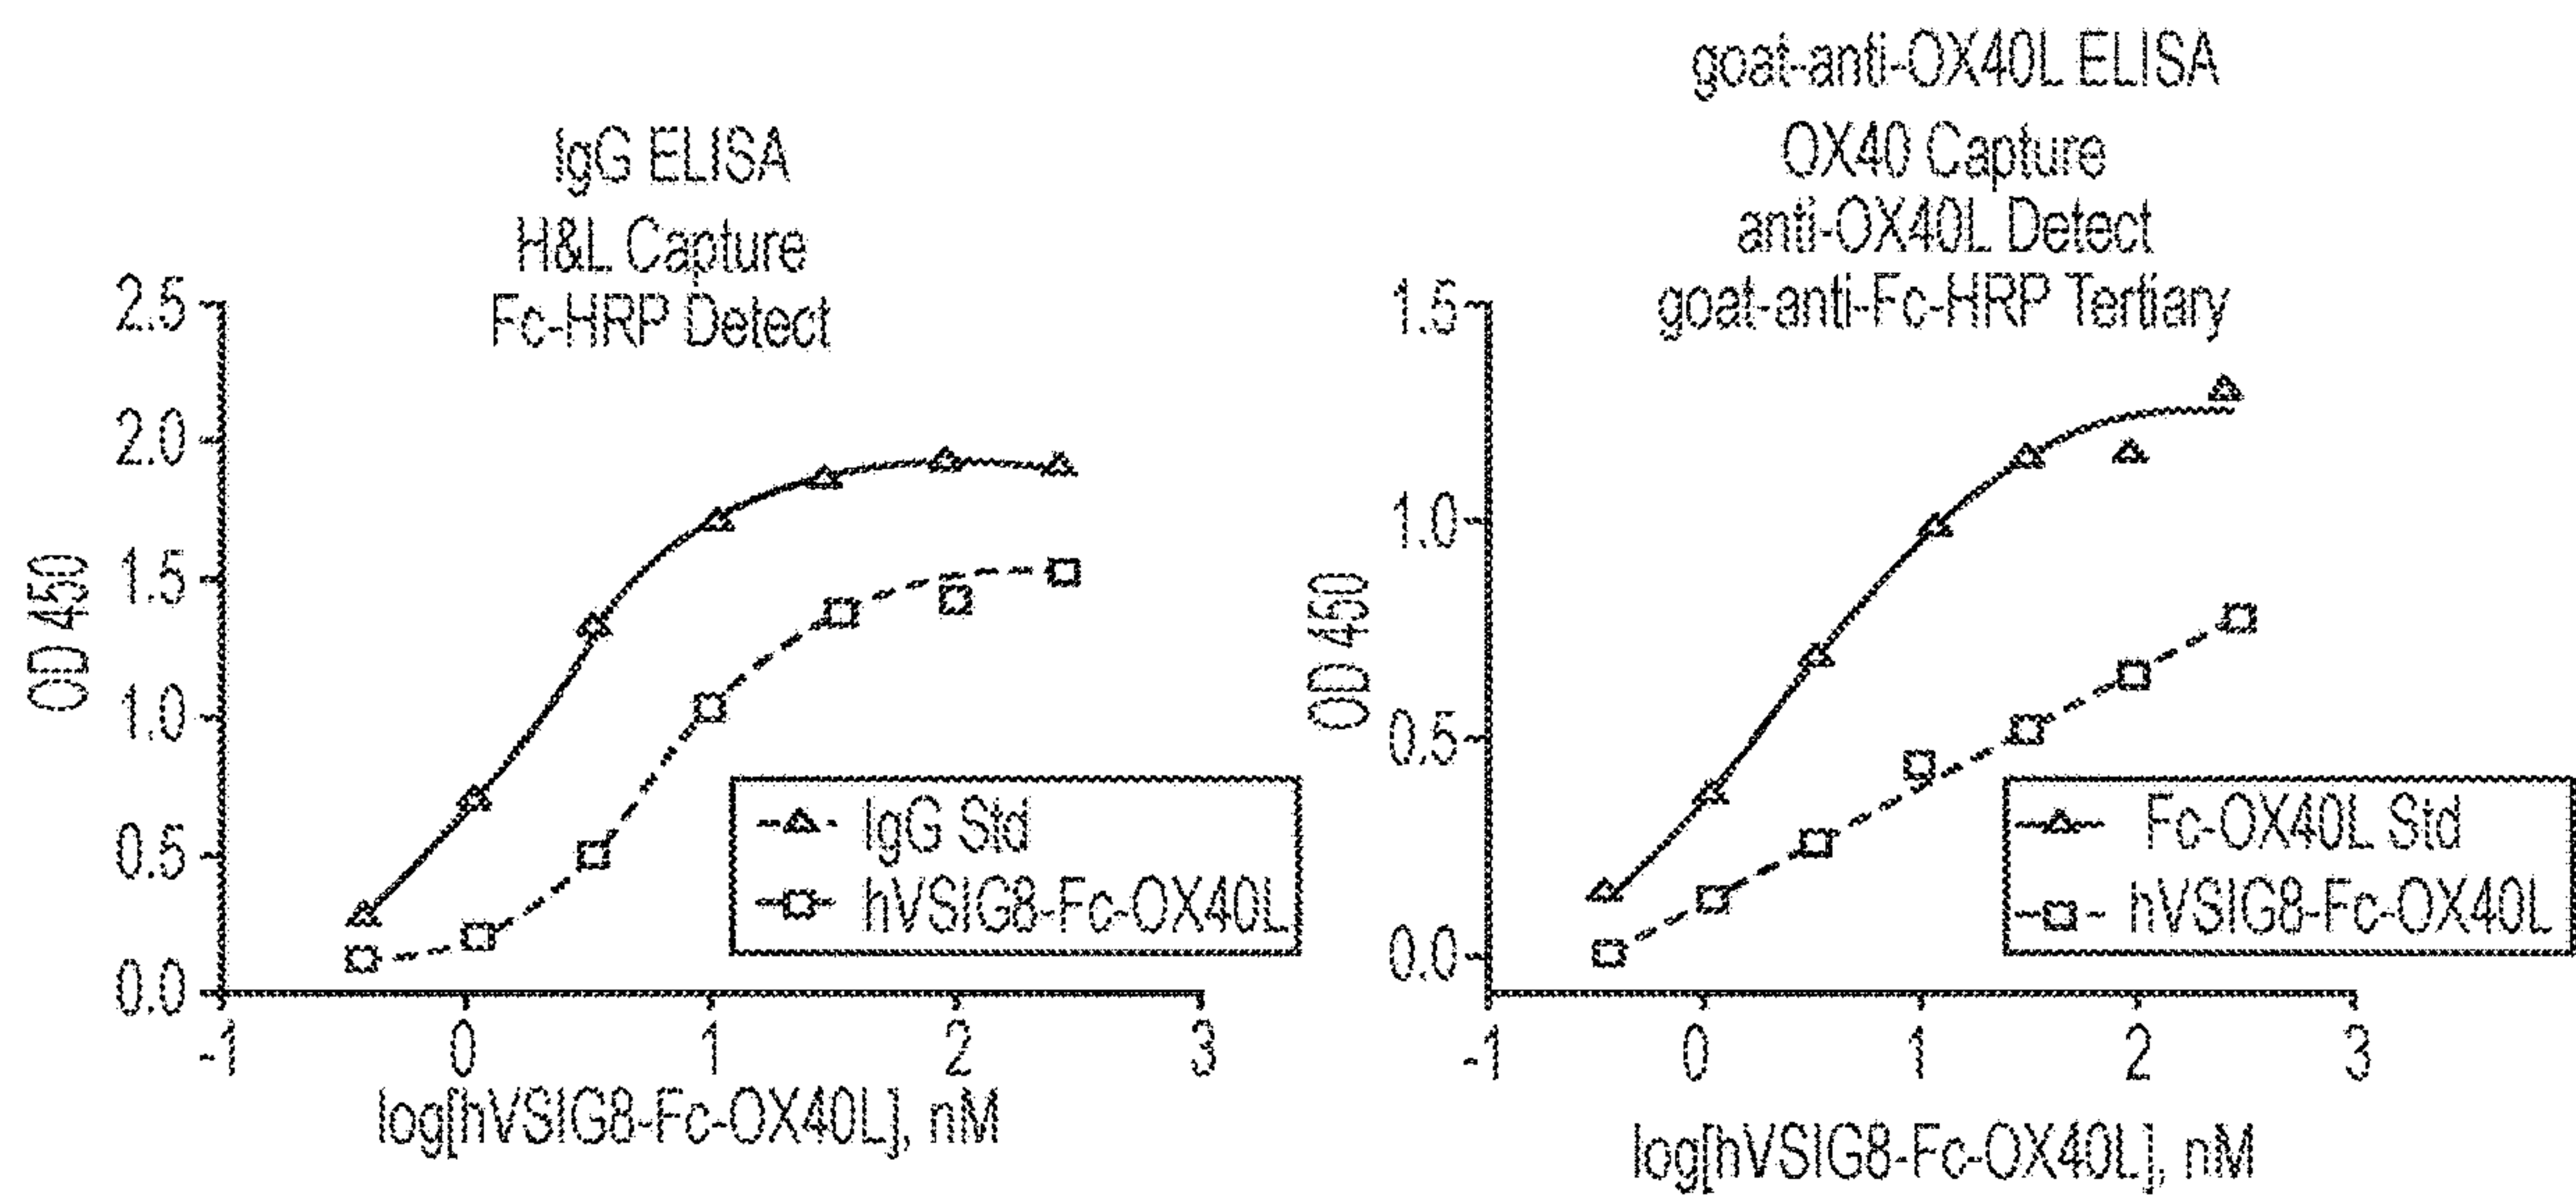 IgG ELISA
H&L Capture
Fc-HRP Detect
2.5
2.0
1.5
1.0
0.5
0.0
OD 450
-1 0 1 2 3
log[hVSIG8-Fc-OX40L], nM
IgG Std
hVSIG8-Fc-OX40L
goat-anti-OX40L ELISA
OX40 Capture
anti-OX40L Detect
goat-anti-Fc-HRP Tertiary
1.5
1.0
0.5
0.0
OD 450
-1 0 1 2 3
log[hVSIG8-Fc-OX40L], nM
Fc-OX40L Std
hVSIG8-Fc-OX40L